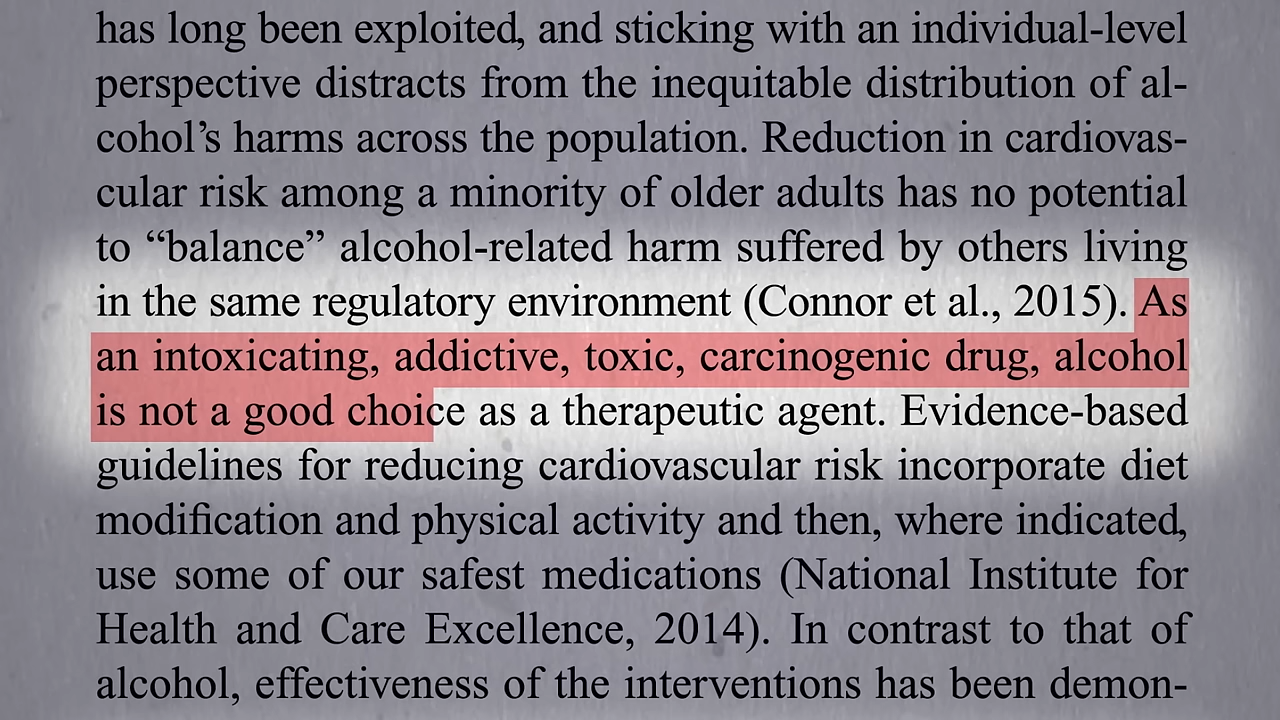 has long been exploited, and sticking with an individual-level
perspective distracts from the inequitable distribution of al-
cohol’s harms across the population. Reduction in cardiovas-
cular risk among a minority of older adults has no potential
to “balance” alcohol-related harm suffered by others living
in the same regulatory environment (Connor et al., 2015). As
an intoxicating, addictive, toxic, carcinogenic drug, alcohol
is not a good choice as a therapeutic agent. Evidence-based
guidelines for reducing cardiovascular risk incorporate diet
modification and physical activity and then, where indicated,
use some of our safest medications (National Institute for
Health and Care Excellence, 2014). In contrast to that of
alcohol, effectiveness of the interventions has been demon-